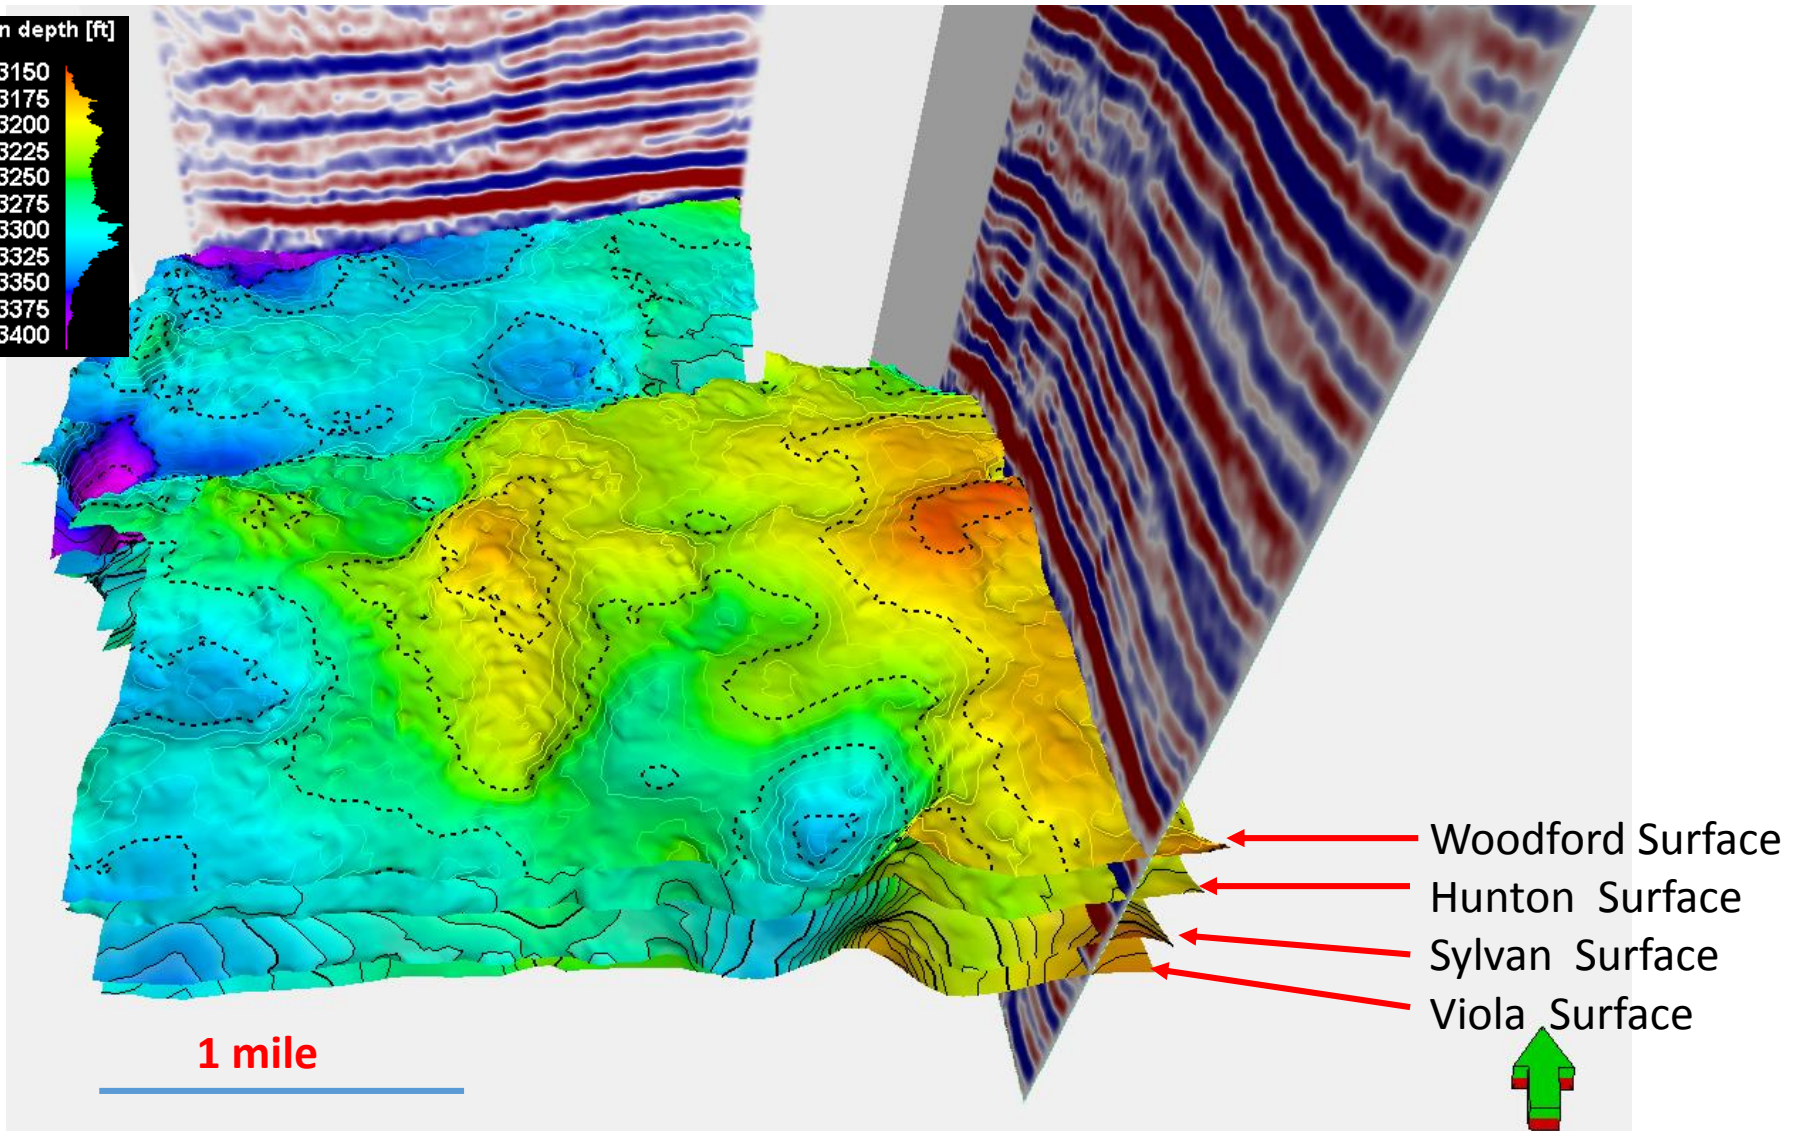 n depth [ft]
3150
3175
3200
3225
3250
3275
3300
3325
3350
3375
3400
Woodford Surface
Hunton Surface
Sylvan Surface
Viola Surface
1 mile